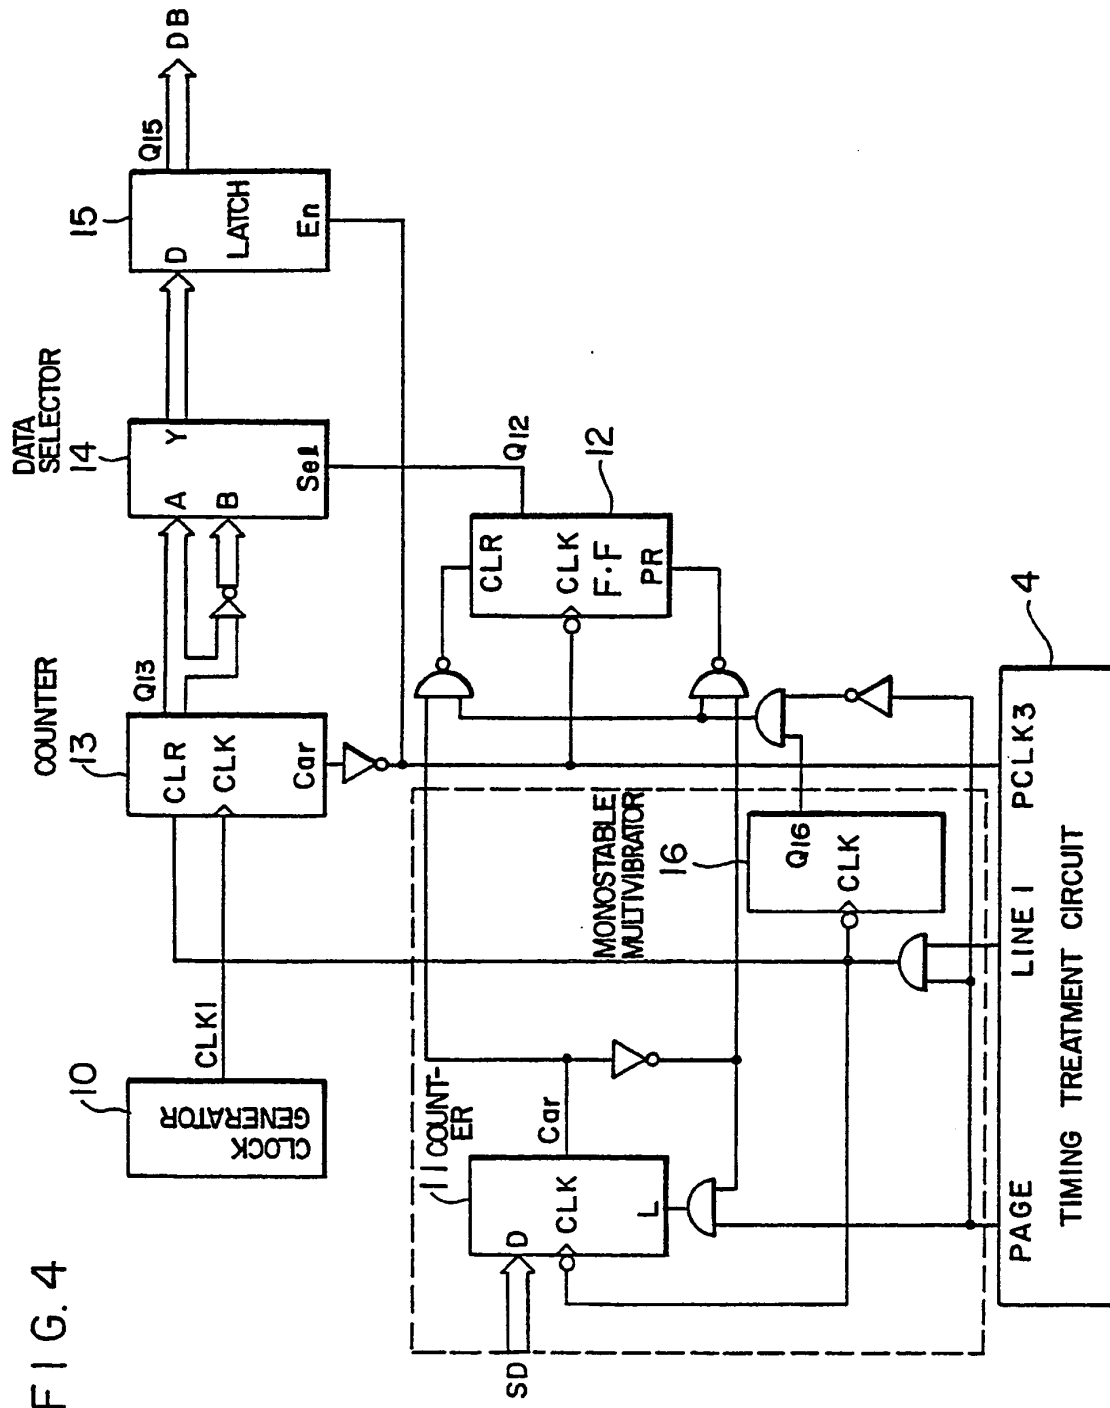 FIG. 4
10
CLOCK
GENERATOR
CLK1
COUNTER
13
CLR
CLK
Car
Q13
DATA
SELECTOR
14
A
B
Y
Sel
15
D
LATCH
En
Q15
DB
Q12
12
CLR
CLK
F·F
PR
SD
11 COUNT-
ER
D
CLK
L
Car
MONOSTABLE
MULTIVIBRATOR
16
Q16
CLK
4
PAGE
LINE 1
PCLK3
TIMING TREATMENT CIRCUIT